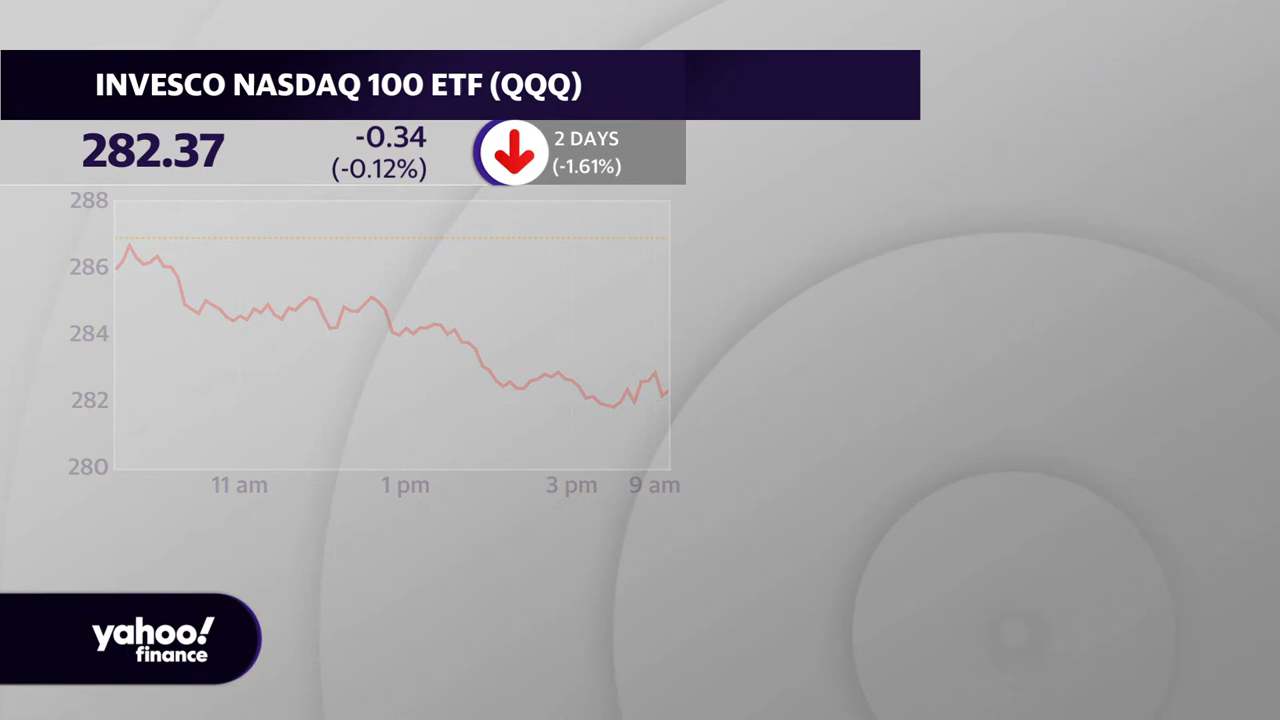 INVESCO NASDAQ 100 ETF (QQQ)
282.37
-0.34
(-0.12%)
2 DAYS
(-1.61%)
288
286
284
282
280
11 am 1 pm 3 pm 9 am
yahoo!
finance